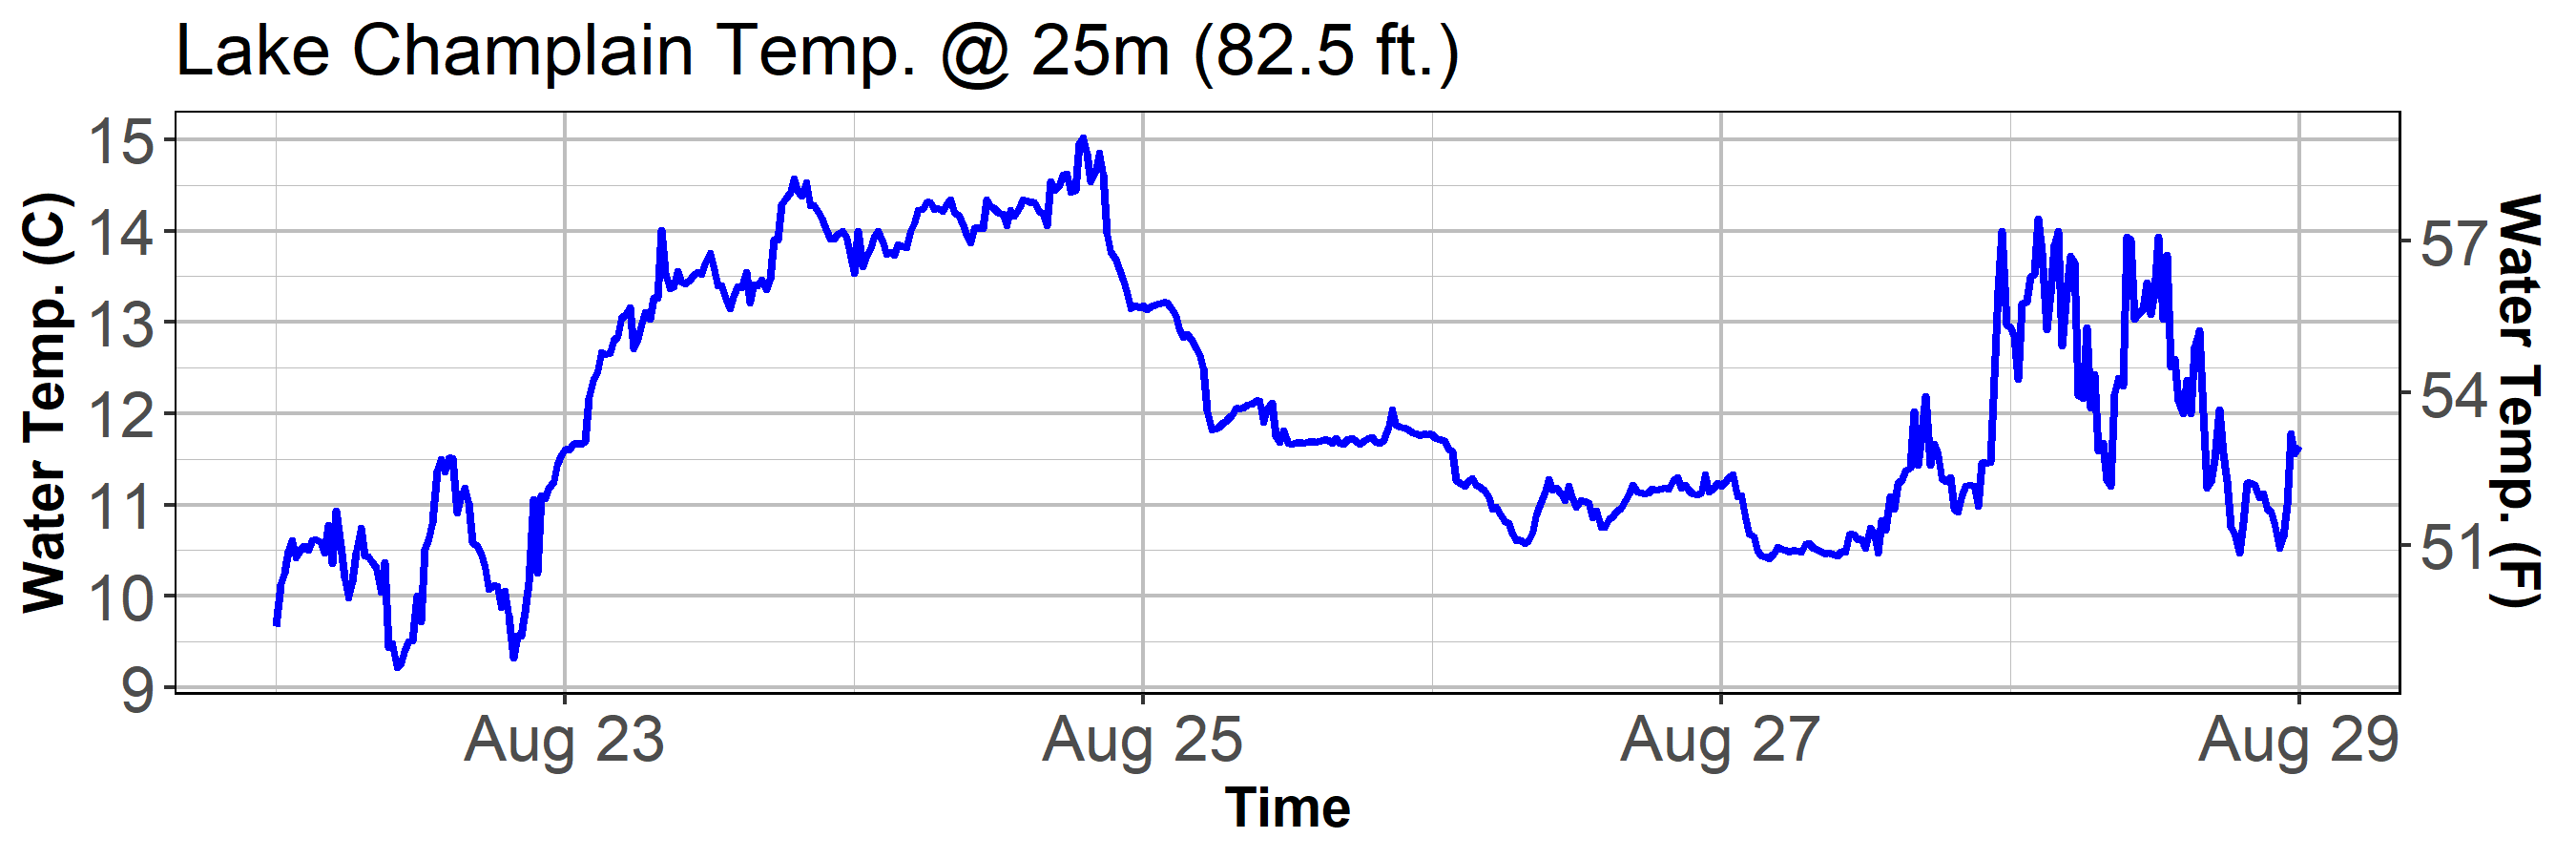 Lake Champlain Temp. @ 25m (82.5 ft.)
Water Temp. (C)
15
14
13
12
11
10
9
57
54
51
Water Temp. (F)
Aug 23 Aug 25 Aug 27 Aug 29
Time